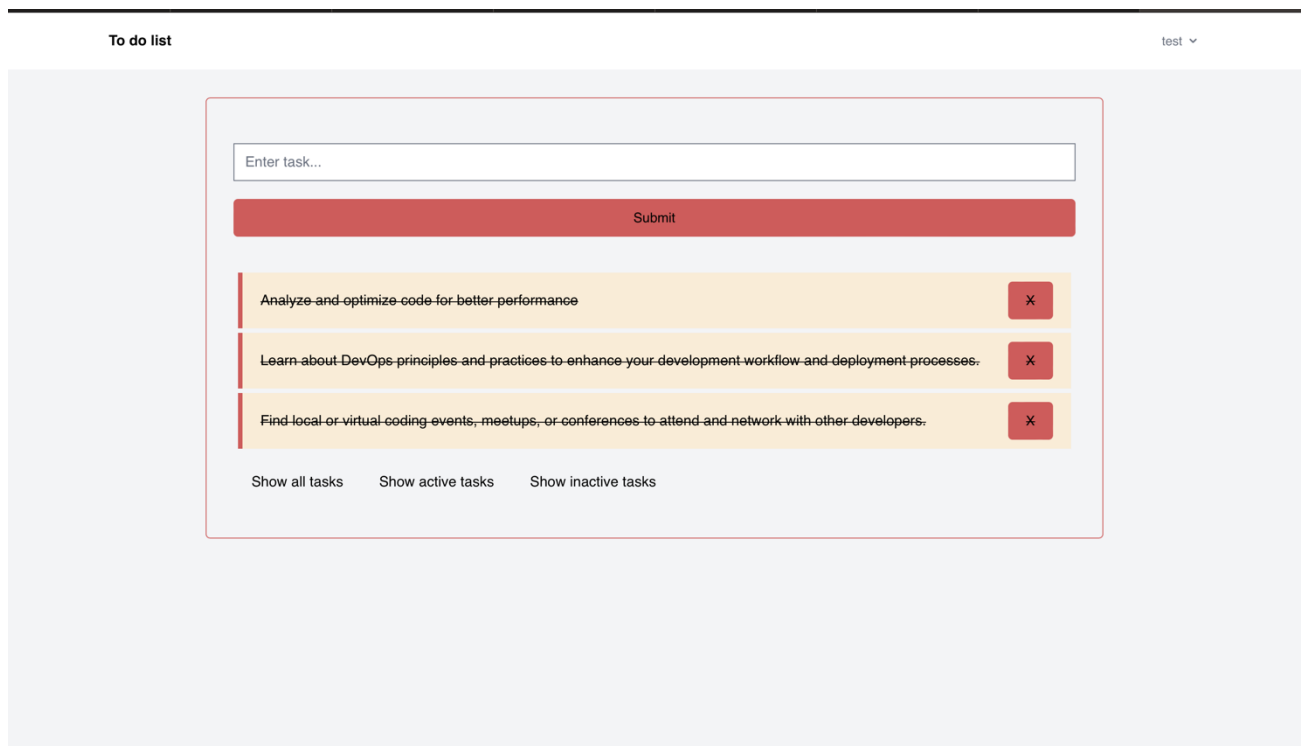 To do list
test
Enter task...
Submit
Analyze and optimize code for better performance
X
Learn about DevOps principles and practices to enhance your development workflow and deployment processes.
X
Find local or virtual coding events, meetups, or conferences to attend and network with other developers.
X
Show all tasks
Show active tasks
Show inactive tasks